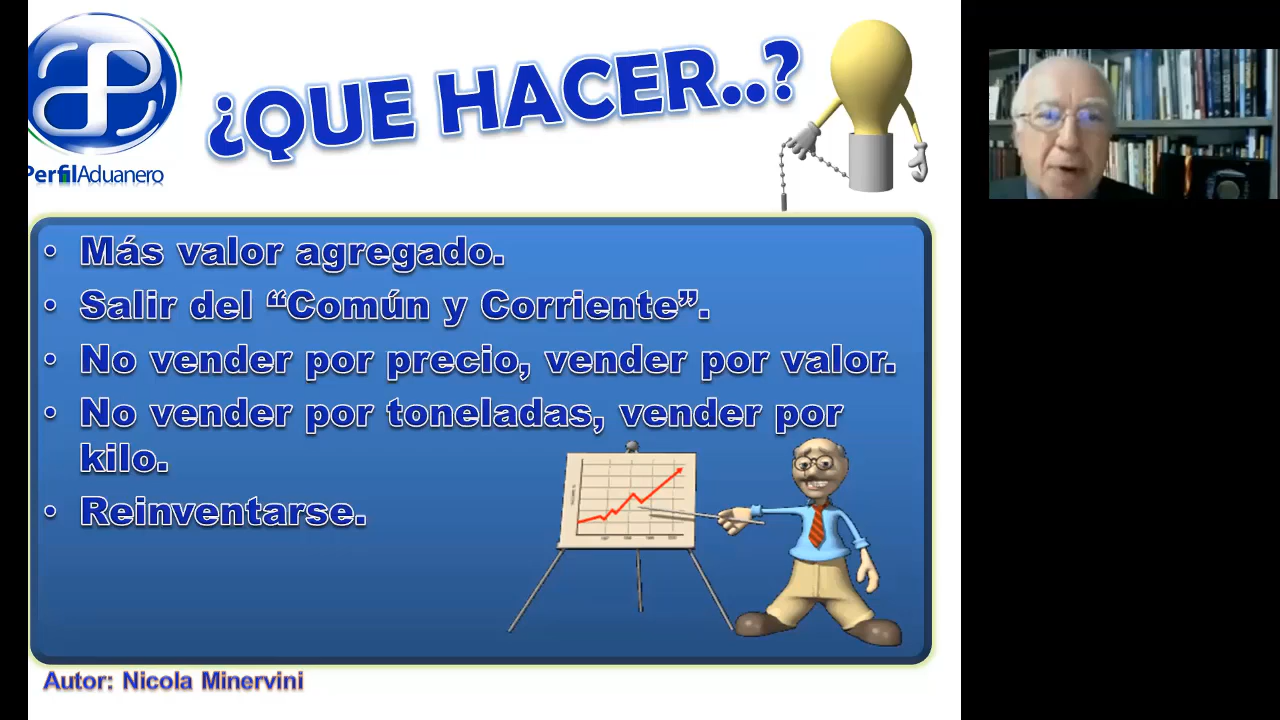 ¿QUE HACER..?
PerfilAduanero
• Más valor agregado.
• Salir del “Común y Corriente”.
• No vender por precio, vender por valor.
• No vender por toneladas, vender por
kilo.
• Reinventarse.
Autor: Nicola Minervini